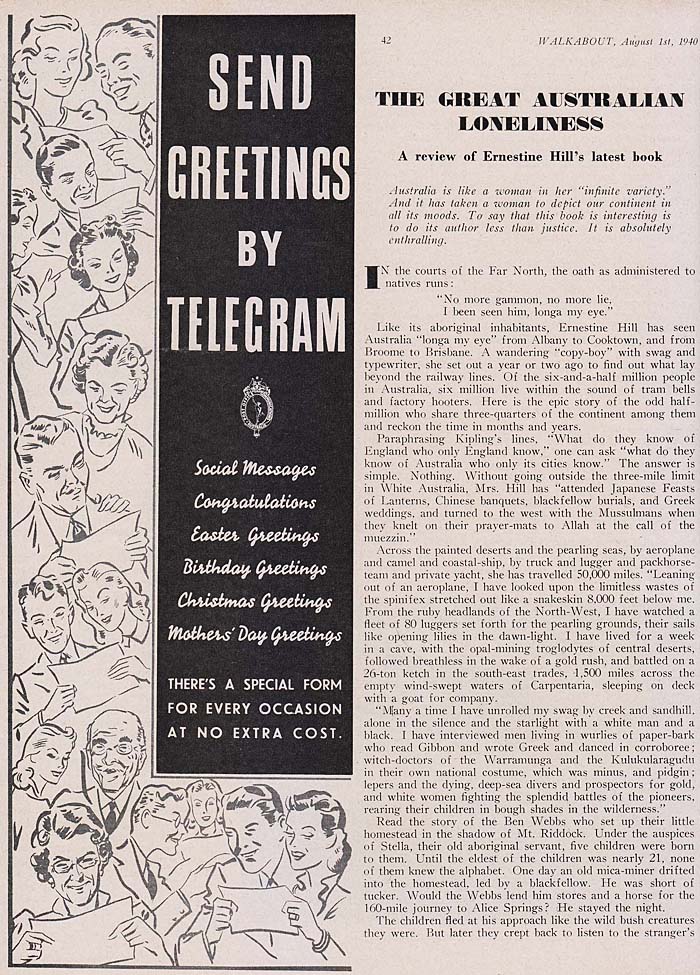 SEND
GREETINGS
BY
TELEGRAM
Social Messages
Congratulations
Easter Greetings
Birthday Greetings
Christmas Greetings
Mothers' Day Greetings
THERE'S A SPECIAL FORM
FOR EVERY OCCASION
AT NO EXTRA COST.
42
WALKABOUT, August 1st, 1940
THE GREAT AUSTRALIAN
LONELINESS
A review of Ernestine Hill's latest book
Australia is like a woman in her "infinite variety."
And it has taken a woman to depict our continent in
all its moods. To say that this book is interesting is
to do its author less than justice. It is absolutely
enthralling.
IN the courts of the Far North, the oath as administered to
natives runs:
"No more gammon, no more lie,
I been seen him, longa my eye."
Like its aboriginal inhabitants, Ernestine Hill has seen
Australia "longa my eye" from Albany to Cooktown, and from
Broome to Brisbane. A wandering "copy-boy" with swag and
typewriter, she set out a year or two ago to find out what lay
beyond the railway lines. Of the six-and-a-half million people
in Australia, six million live within the sound of tram bells
and factory hooters. Here is the epic story of the odd half-
million who share three-quarters of the continent among them
and reckon the time in months and years.
Paraphrasing Kipling's lines, "What do they know of
England who only England know," one can ask "what do they
know of Australia who only its cities know." The answer is
simple. Nothing. Without going outside the three-mile limit
in White Australia, Mrs. Hill has "attended Japanese Feasts
of Lanterns, Chinese banquets, blackfellow burials, and Greek
weddings, and turned to the west with the Mussulmans when
they knelt on their prayer-mats to Allah at the call of the
muezzin."
Across the painted deserts and the pearling seas, by aeroplane
and camel and coastal-ship, by truck and lugger and packhorse-
team and private yacht, she has travelled 50,000 miles. "Leaning
out of an aeroplane, I have looked upon the limitless wastes of
the spinifex stretched out like a snakeskin 8,000 feet below me.
From the ruby headlands of the North-West, I have watched a
fleet of 80 luggers set forth for the pearling grounds, their sails
like opening lilies in the dawn-light. I have lived for a week
in a cave, with the opal-mining troglodytes of central deserts,
followed breathless in the wake of a gold rush, and battled on a
26-ton ketch in the south-east trades, 1,500 miles across the
empty wind-swept waters of Carpentaria, sleeping on deck
with a goat for company.
"Many a time I have unrolled my swag by creek and sandhill,
alone in the silence and the starlight with a white man and a
black. I have interviewed men living in wurlies of paper-bark
who read Gibbon and wrote Greek and danced in corroboree;
witch-doctors of the Warramunga and the Kulukularagudu
in their own national costume, which was minus, and pidgin;
lepers and the dying, deep-sea divers and prospectors for gold,
and white women fighting the splendid battles of the pioneers,
rearing their children in bough shades in the wilderness."
Read the story of the Ben Webbs who set up their little
homestead in the shadow of Mt. Riddock. Under the auspices
of Stella, their old aboriginal servant, five children were born
to them. Until the eldest of the children was nearly 21, none
of them knew the alphabet. One day an old mica-miner drifted
into the homestead, led by a blackfellow. He was short of
tucker. Would the Webbs lend him stores and a horse for the
160-mile journey to Alice Springs? He stayed the night.
The children fled at his approach like the wild bush creatures
they were. But later they crept back to listen to the stranger's